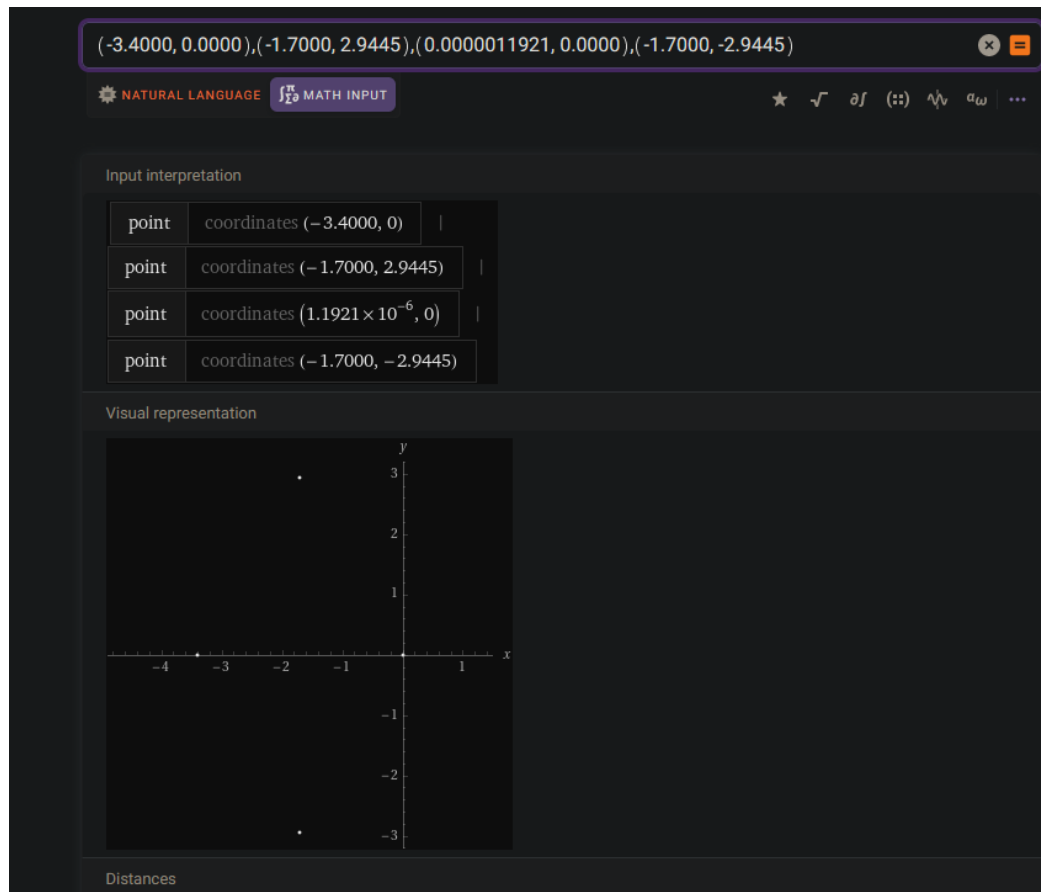 (-3.4000, 0.0000),(-1.7000, 2.9445),(0.0000011921, 0.0000),(-1.7000, -2.9445)
NATURAL LANGUAGE ∫Σ∂π MATH INPUT
√‾ ∂∫ (::) αω ...
Input interpretation
point coordinates (−3.4000, 0) |
point coordinates (−1.7000, 2.9445) |
point coordinates (1.1921×10⁻⁶, 0) |
point coordinates (−1.7000, −2.9445)
Visual representation
y
3
2
1
x
−4 −3 −2 −1 1
−1
−2
−3
Distances